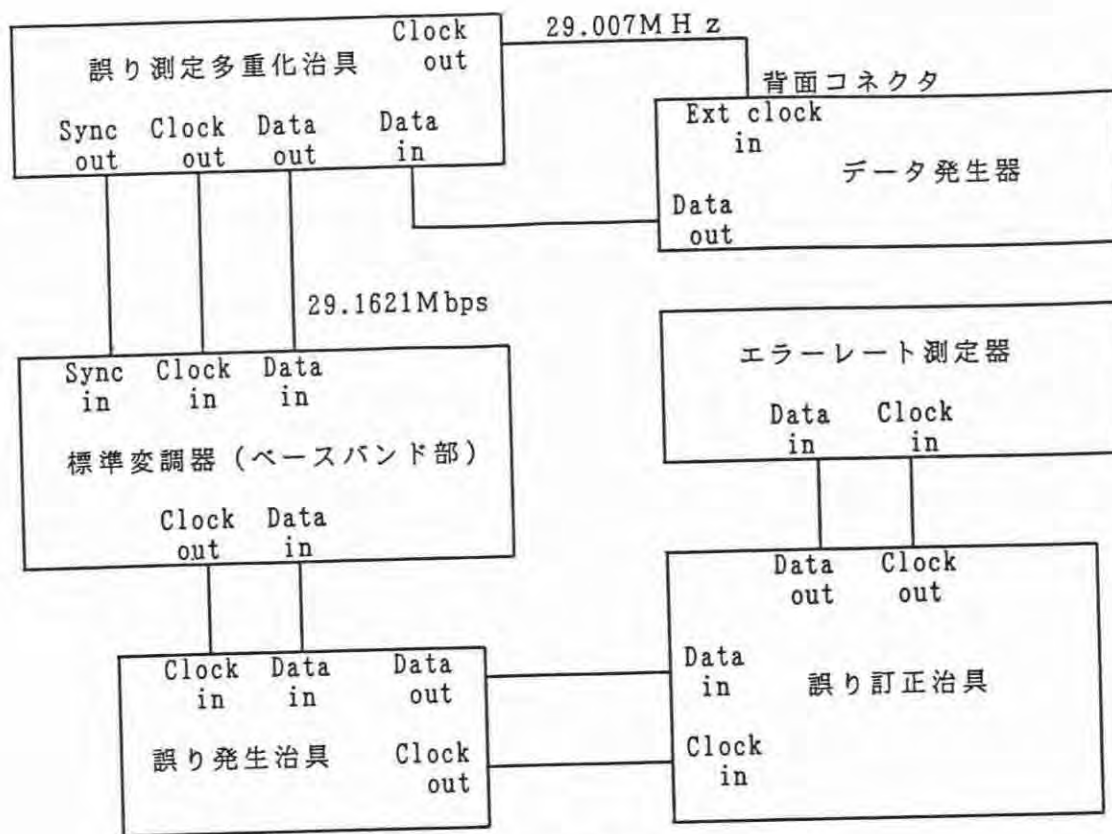 29.007MHz
Clock
out
誤り測定多重化治具
Sync
out
Clock
out
Data
out
Data
in
背面コネクタ
Ext clock
in
データ発生器
Data
out
29.1621Mbps
Sync
in
Clock
in
Data
in
標準変調器(ベースバンド部)
Clock
out
Data
in
エラーレート測定器
Data
in
Clock
in
Data
out
Clock
out
Data
in
誤り訂正治具
Clock
in
Clock
in
Data
in
Data
out
誤り発生治具
Clock
out